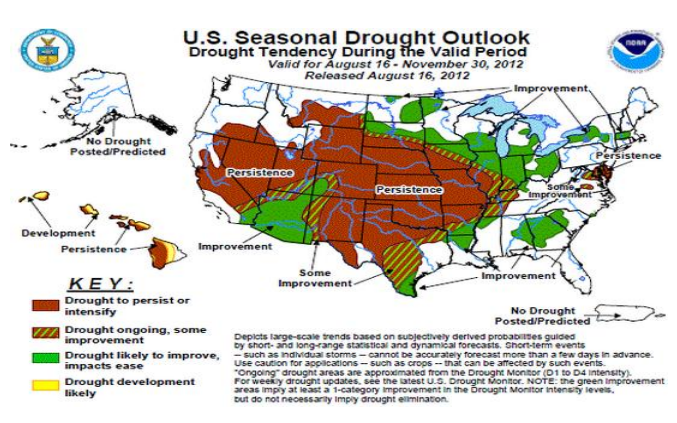 U.S. Seasonal Drought Outlook
Drought Tendency During the Valid Period
Valid for August 16 - November 30, 2012
Released August 16, 2012
NOAA
Improvement
No Drought
Posted/Predicted
Persistence
Persistence
Persistence
Some
Improvement
Development
Persistence
Improvement
Some
Improvement
Improvement
No Drought
Posted/Predicted
KEY:
Drought to persist or
intensify
Drought ongoing, some
improvement
Drought likely to improve,
impacts ease
Drought development
likely
Depicts large-scale trends based on subjectively derived probabilities guided
by short- and long-range statistical and dynamical forecasts. Short-term events
-- such as individual storms -- cannot be accurately forecast more than a few days in advance.
Use caution for applications -- such as crops -- that can be affected by such events.
"Ongoing" drought areas are approximated from the Drought Monitor (D1 to D4 intensity).
For weekly drought updates, see the latest U.S. Drought Monitor. NOTE: the green improvement
areas imply at least a 1-category improvement in the Drought Monitor intensity levels,
but do not necessarily imply drought elimination.